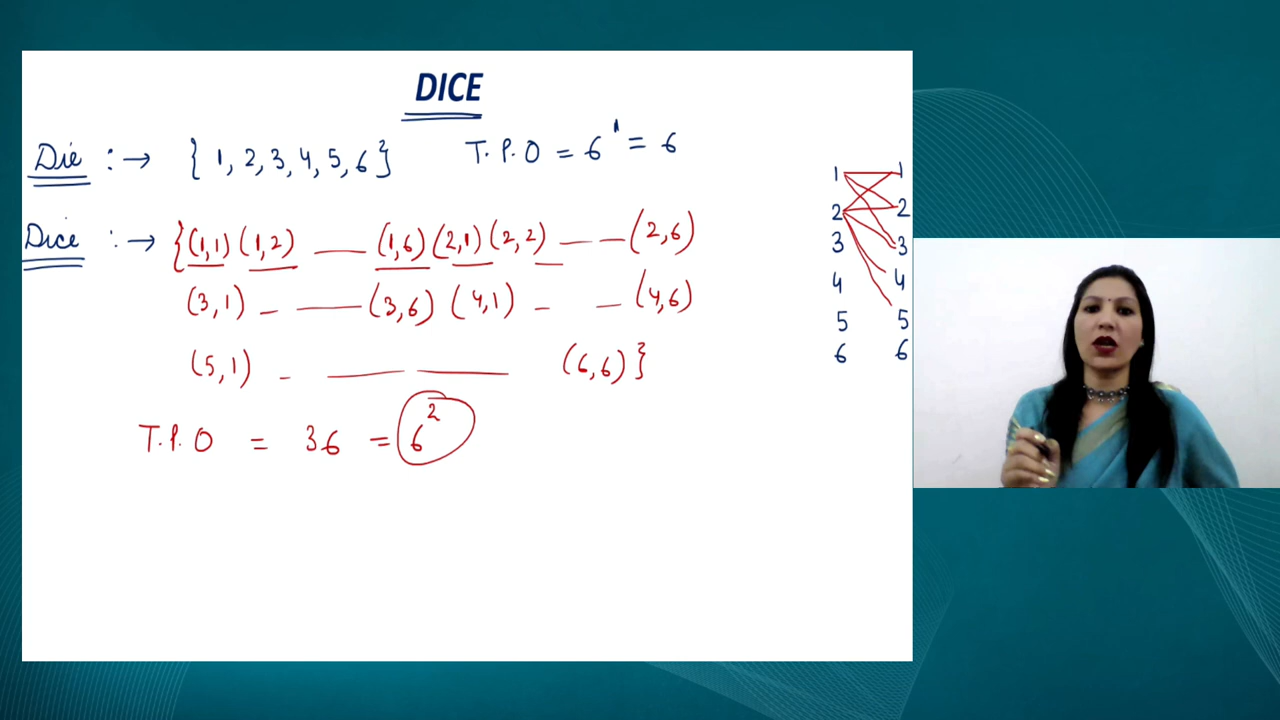 DICE
Die :→ { 1, 2, 3, 4, 5, 6 } T.P.O = 6¹ = 6
Dice :→ {(1,1) (1,2) —— (1,6) (2,1) (2,2) —— (2,6)
(3,1) - —— (3,6) (4,1) - — (4,6)
(5,1) - —— —— (6,6) }
T.P.O = 36 = 6²
1 1
2 2
3 3
4 4
5 5
6 6